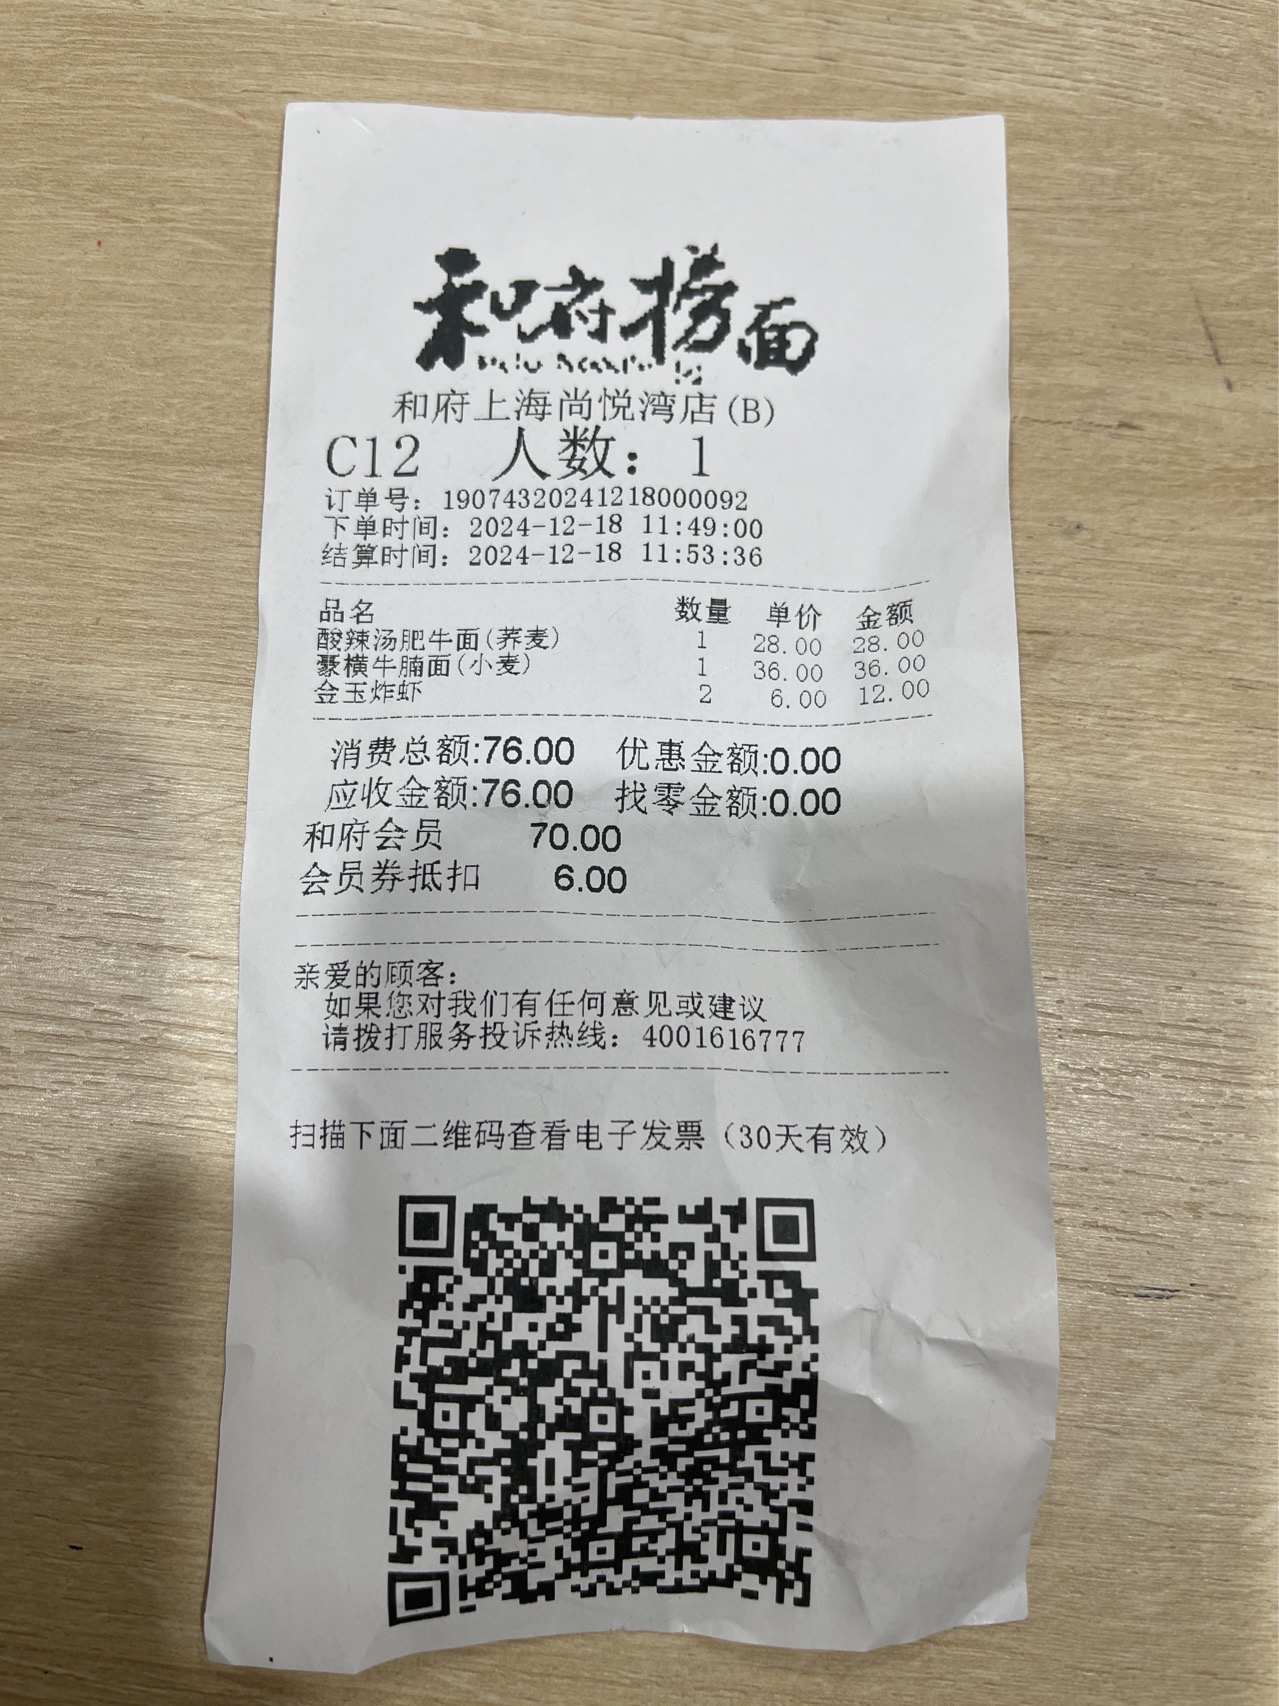 和府捞面
和府上海尚悦湾店(B)
C12 人数: 1
订单号: 19074320241218000092
下单时间: 2024-12-18 11:49:00
结算时间: 2024-12-18 11:53:36
品名 数量 单价 金额
酸辣汤肥牛面(荞麦) 1 28.00 28.00
豪横牛腩面(小麦) 1 36.00 36.00
金玉炸虾 2 6.00 12.00
消费总额:76.00 优惠金额:0.00
应收金额:76.00 找零金额:0.00
和府会员 70.00
会员券抵扣 6.00
亲爱的顾客:
如果您对我们有任何意见或建议
请拨打服务投诉热线: 4001616777
扫描下面二维码查看电子发票(30天有效)